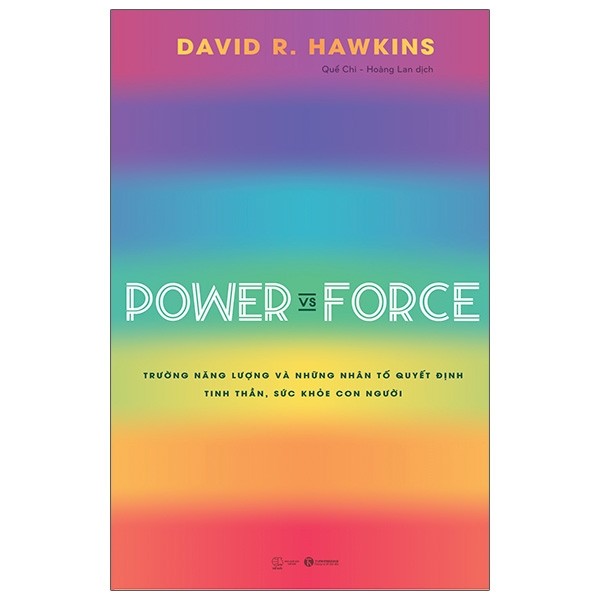 DAVID R. HAWKINS
Quế Chi - Hoàng Lan dịch
POWER VS FORCE
TRƯỜNG NĂNG LƯỢNG VÀ NHỮNG NHÂN TỐ QUYẾT ĐỊNH
TINH THẦN, SỨC KHỎE CON NGƯỜI